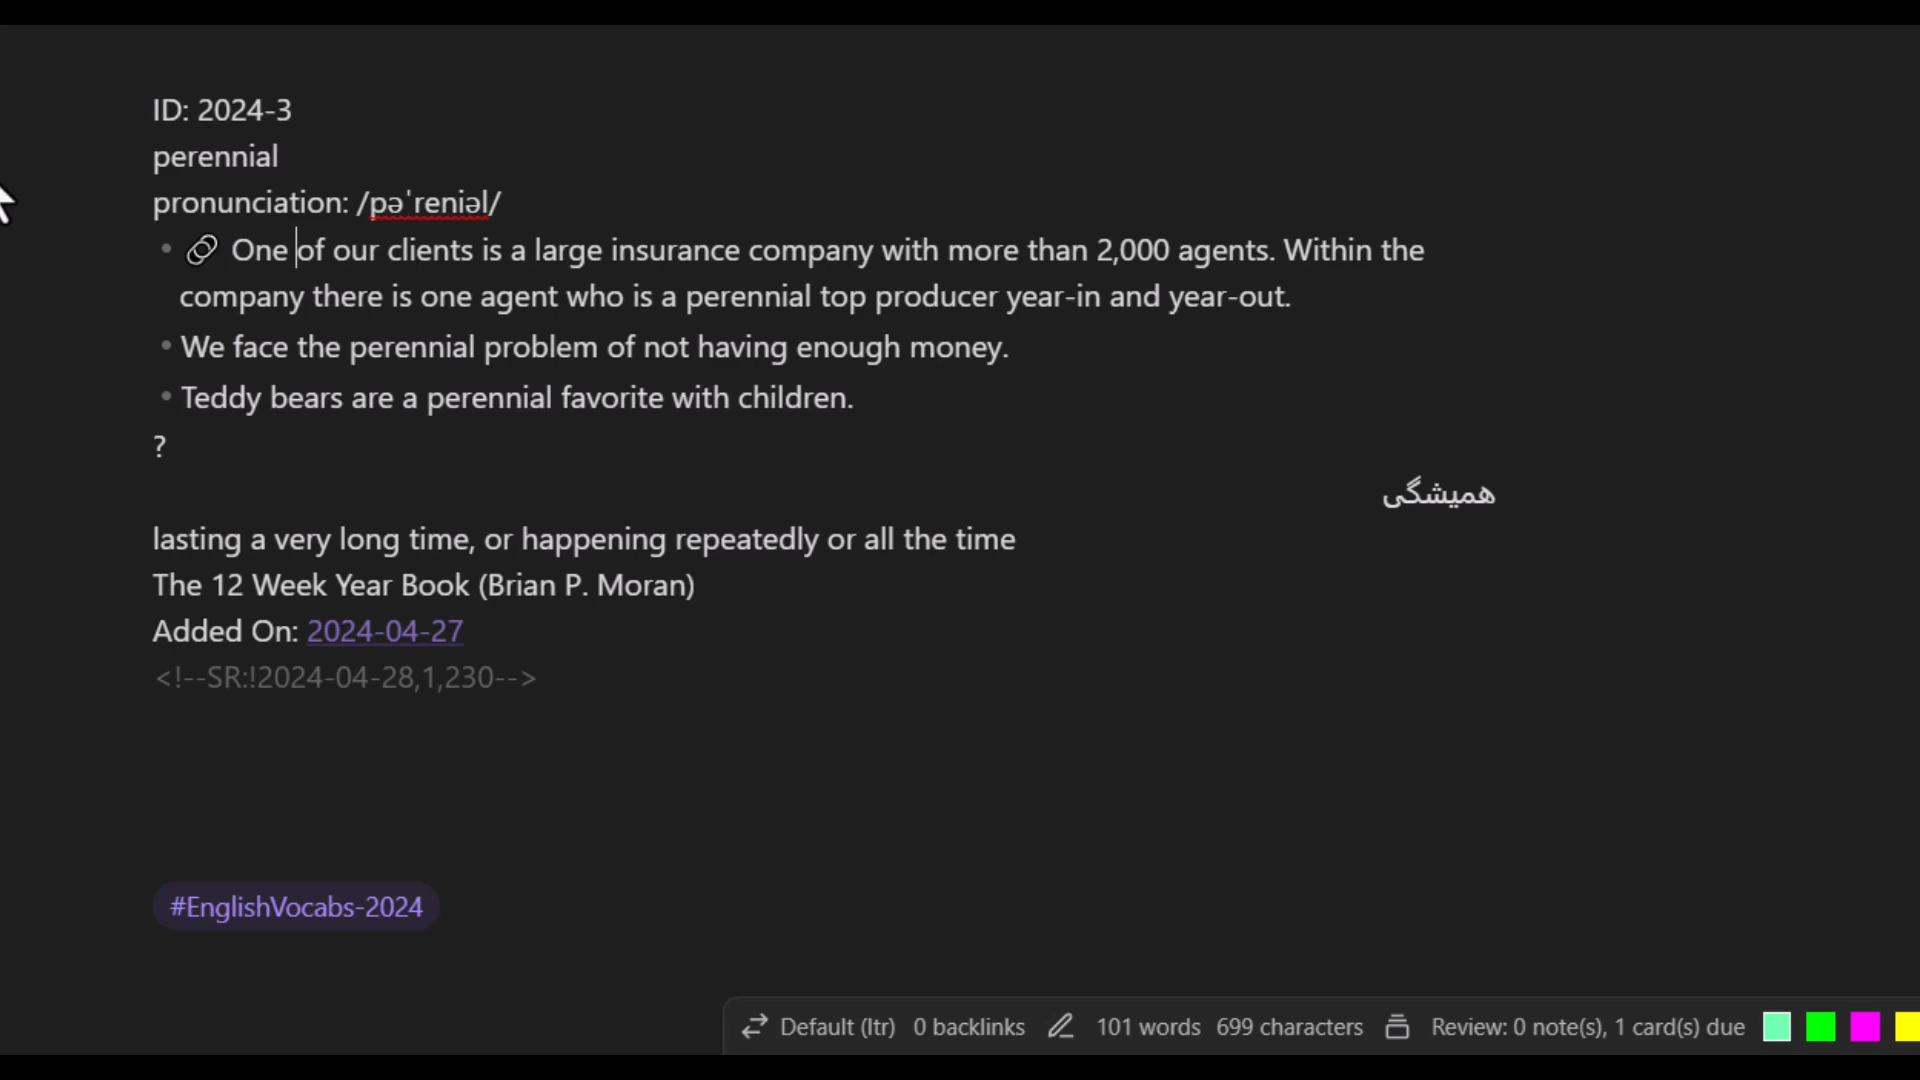 ID: 2024-3
perennial
pronunciation: /pəˈreniəl/
• 🔗 One of our clients is a large insurance company with more than 2,000 agents. Within the
company there is one agent who is a perennial top producer year-in and year-out.
• We face the perennial problem of not having enough money.
• Teddy bears are a perennial favorite with children.
?
همیشگی
lasting a very long time, or happening repeatedly or all the time
The 12 Week Year Book (Brian P. Moran)
Added On: 2024-04-27
<!--SR:!2024-04-28,1,230-->
#EnglishVocabs-2024
Default (ltr) 0 backlinks 101 words 699 characters Review: 0 note(s), 1 card(s) due